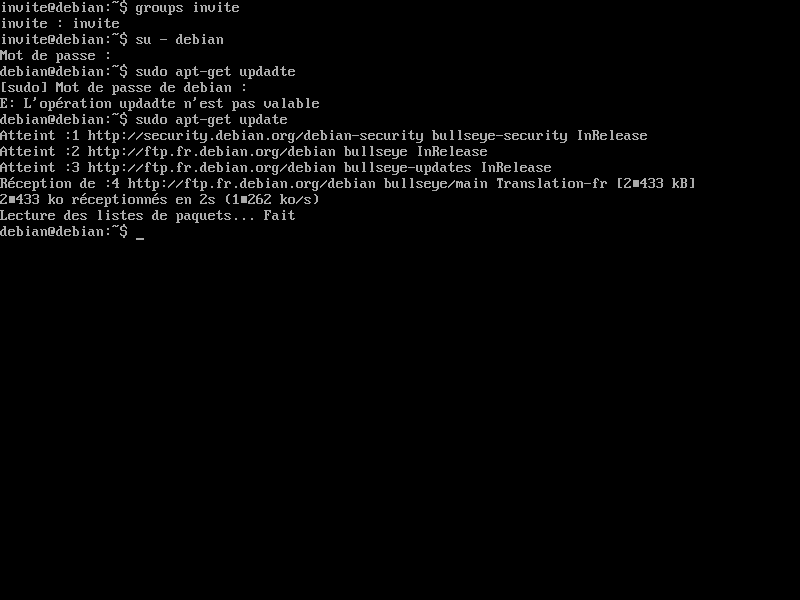 invite@debian:~$ groups invite
invite : invite
invite@debian:~$ su - debian
Mot de passe :
debian@debian:~$ sudo apt-get updadte
[sudo] Mot de passe de debian :
E: L'opération updadte n'est pas valable
debian@debian:~$ sudo apt-get update
Atteint :1 http://security.debian.org/debian-security bullseye-security InRelease
Atteint :2 http://ftp.fr.debian.org/debian bullseye InRelease
Atteint :3 http://ftp.fr.debian.org/debian bullseye-updates InRelease
Réception de :4 http://ftp.fr.debian.org/debian bullseye/main Translation-fr [2■433 kB]
2■433 ko réceptionnés en 2s (1■262 ko/s)
Lecture des listes de paquets... Fait
debian@debian:~$ _